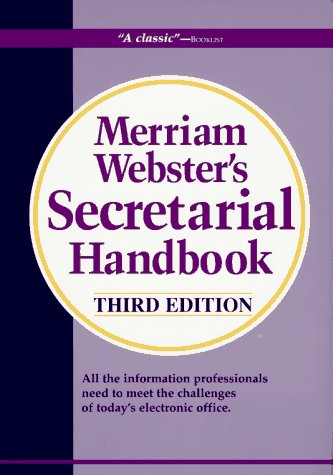 "A classic"—BOOKLIST
Merriam
Webster's
Secretarial
Handbook
THIRD EDITION
All the information professionals
need to meet the challenges
of today's electronic office.